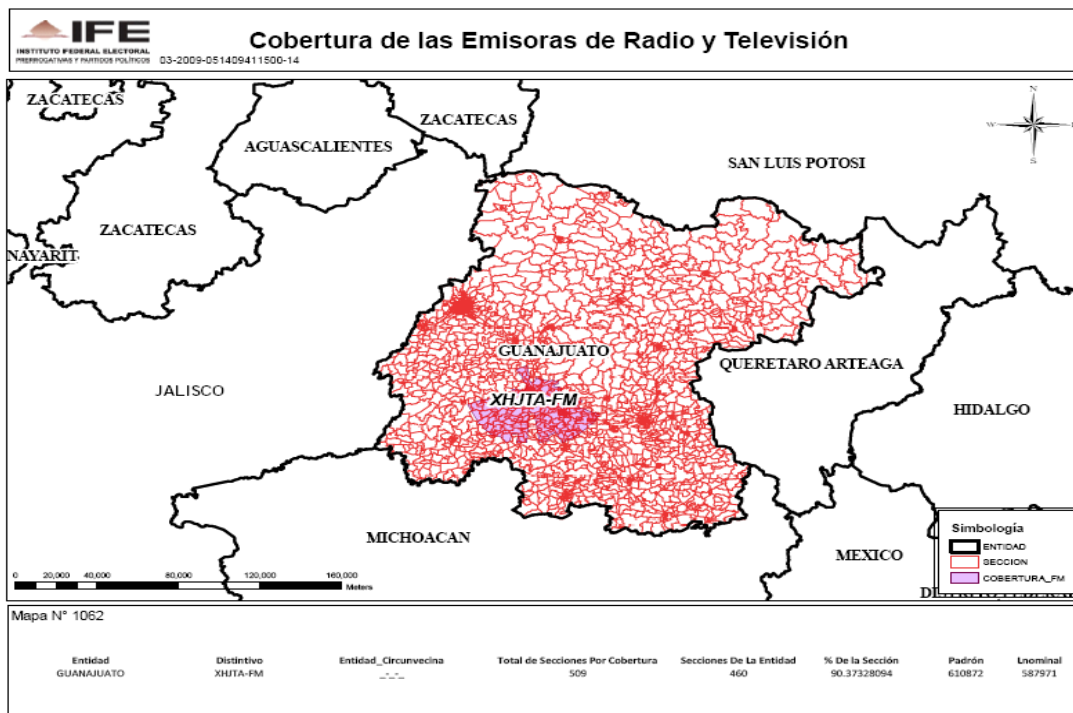 IFE
INSTITUTO FEDERAL ELECTORAL
PRERROGATIVAS Y PARTIDOS POLÍTICOS
03-2009-051409411500-14
Cobertura de las Emisoras de Radio y Televisión
ZACATECAS
ZACATECAS
AGUASCALIENTES
SAN LUIS POTOSI
N
W
S
ZACATECAS
NAYARIT
GUANAJUATO
QUERETARO ARTEAGA
JALISCO
XHJTA-FM
HIDALGO
MICHOACAN
MEXICO
Simbología
ENTIDAD
SECCION
COBERTURA_FM
0 20,000 40,000 80,000 120,000 160,000
Meters
Mapa N° 1062
Entidad Distintivo Entidad_Circunvecina Total de Secciones Por Cobertura Secciones De La Entidad % De la Sección Padrón Lnominal
GUANAJUATO XHJTA-FM _-_-_ 509 460 90.37328094 610872 587971